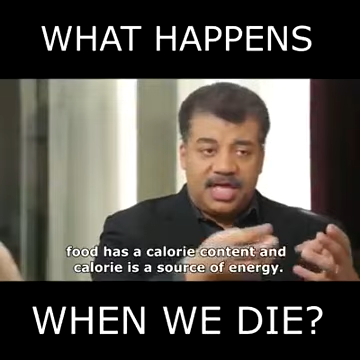 WHAT HAPPENS
food has a calorie content and
calorie is a source of energy.
WHEN WE DIE?